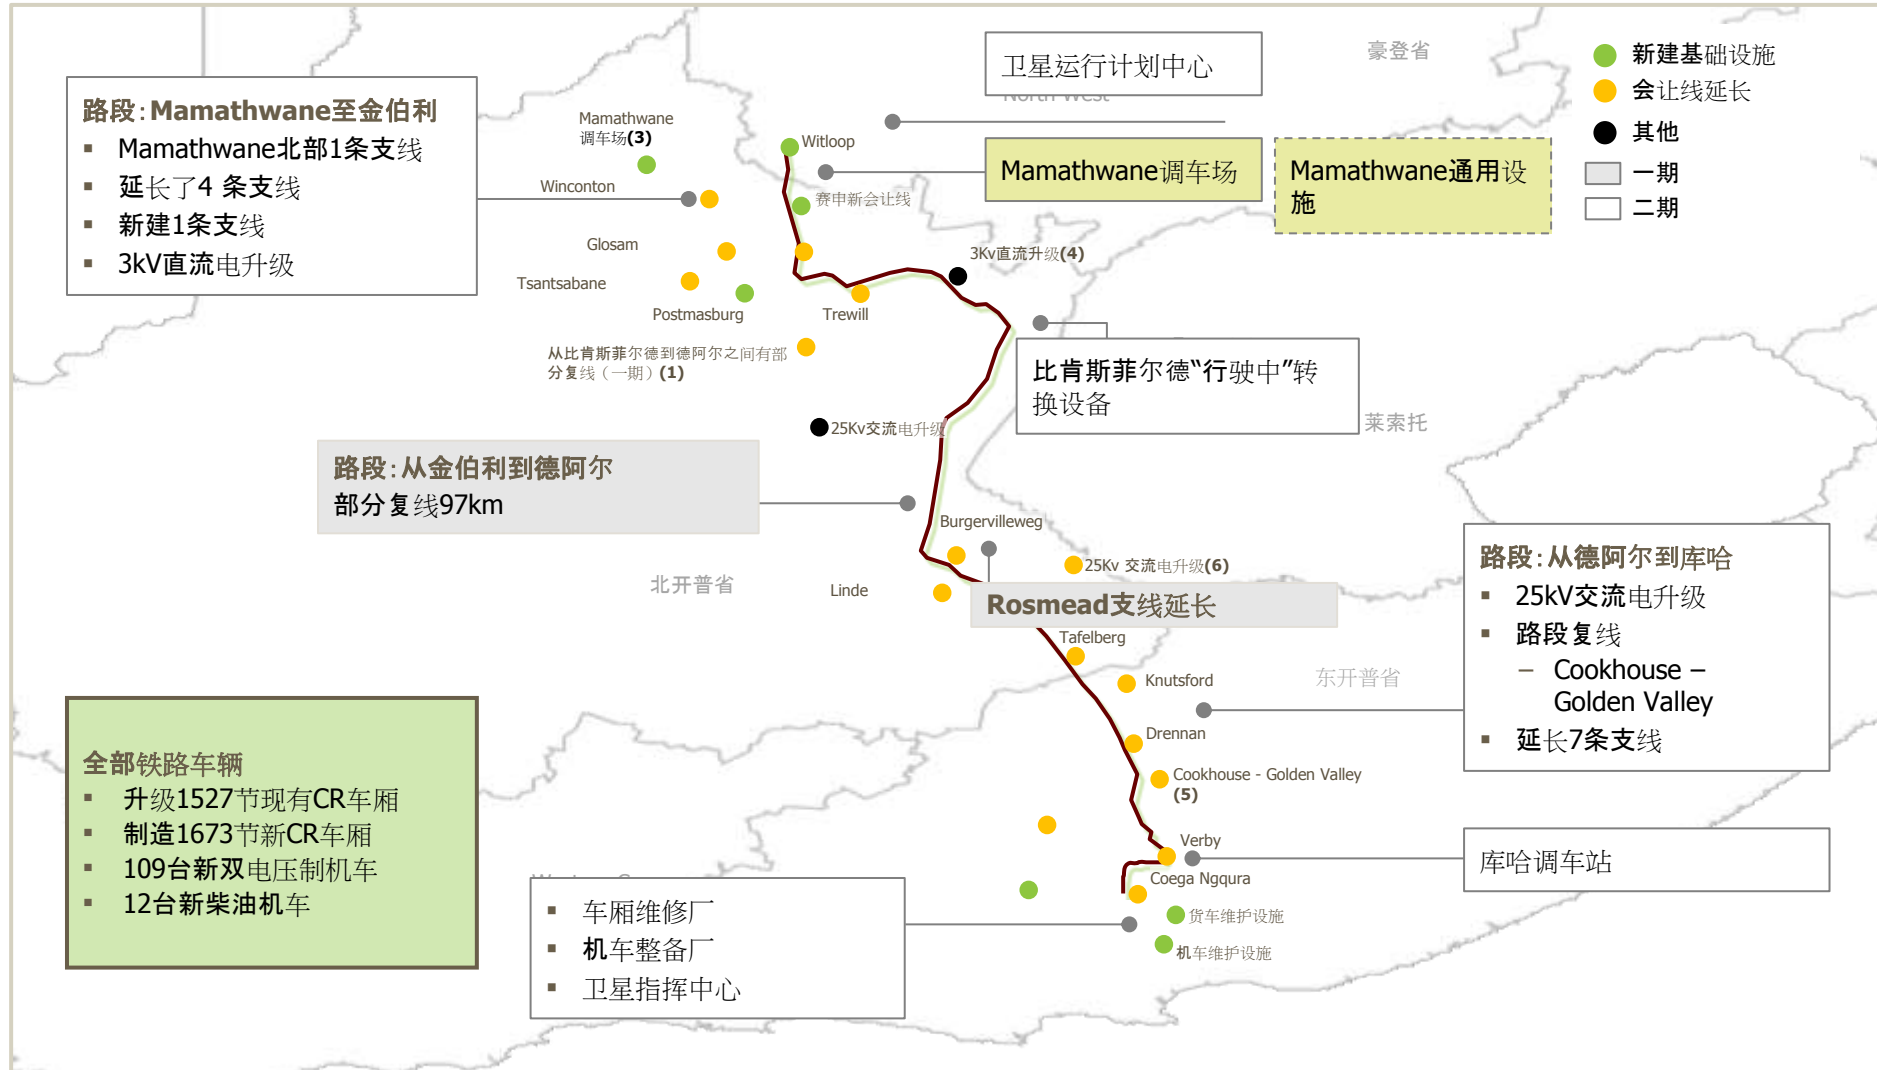 卫星运行计划中心
North West
豪登省
新建基础设施
会让线延长
其他
一期
二期
路段：Mamathwane至金伯利
▪ Mamathwane北部1条支线
▪ 延长了4 条支线
▪ 新建1条支线
▪ 3kV直流电升级
Mamathwane
调车场(3)
Witloop
Winconton
赛申新会让线
Mamathwane调车场
Mamathwane通用设
施
Glosam
Tsantsabane
3Kv直流升级(4)
Postmasburg
Trewill
从比肯斯菲尔德到德阿尔之间有部
分复线（一期）(1)
比肯斯菲尔德“行驶中”转
换设备
莱索托
25Kv交流电升级
路段：从金伯利到德阿尔
部分复线97km
Burgervilleweg
北开普省
Linde
25Kv 交流电升级(6)
Rosmead支线延长
Tafelberg
Knutsford
东开普省
Drennan
Cookhouse - Golden Valley
(5)
路段：从德阿尔到库哈
▪ 25kV交流电升级
▪ 路段复线
– Cookhouse –
Golden Valley
▪ 延长7条支线
全部铁路车辆
▪ 升级1527节现有CR车厢
▪ 制造1673节新CR车厢
▪ 109台新双电压制机车
▪ 12台新柴油机车
Verby
库哈调车站
Coega Ngqura
▪ 车厢维修厂
▪ 机车整备厂
▪ 卫星指挥中心
货车维护设施
机车维护设施